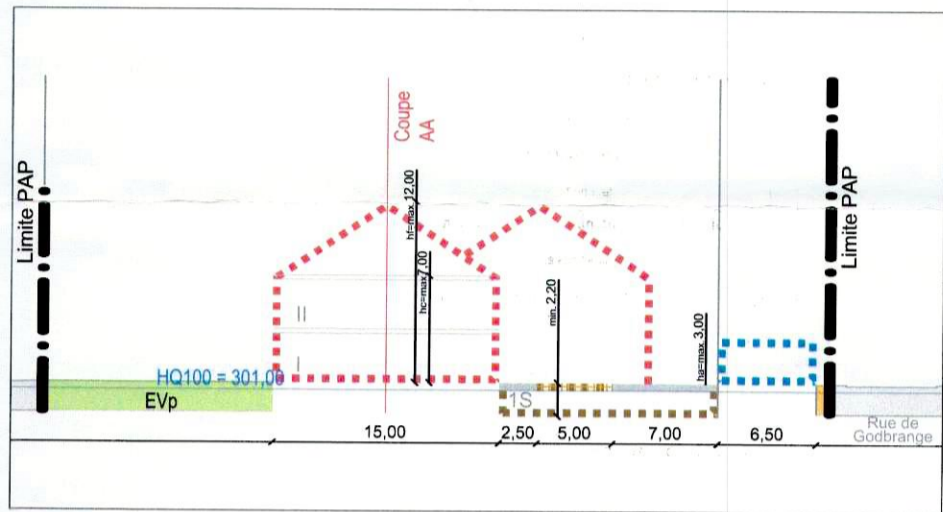 Limite PAP
Coupe
AA
hf=max.12,00
hc=max7,00
II
I
min. 2,20
ha=max. 3,00
Limite PAP
HQ100 = 301,00
EVp
1S
Rue de
Godbrange
15,00
2,50
5,00
7,00
6,50